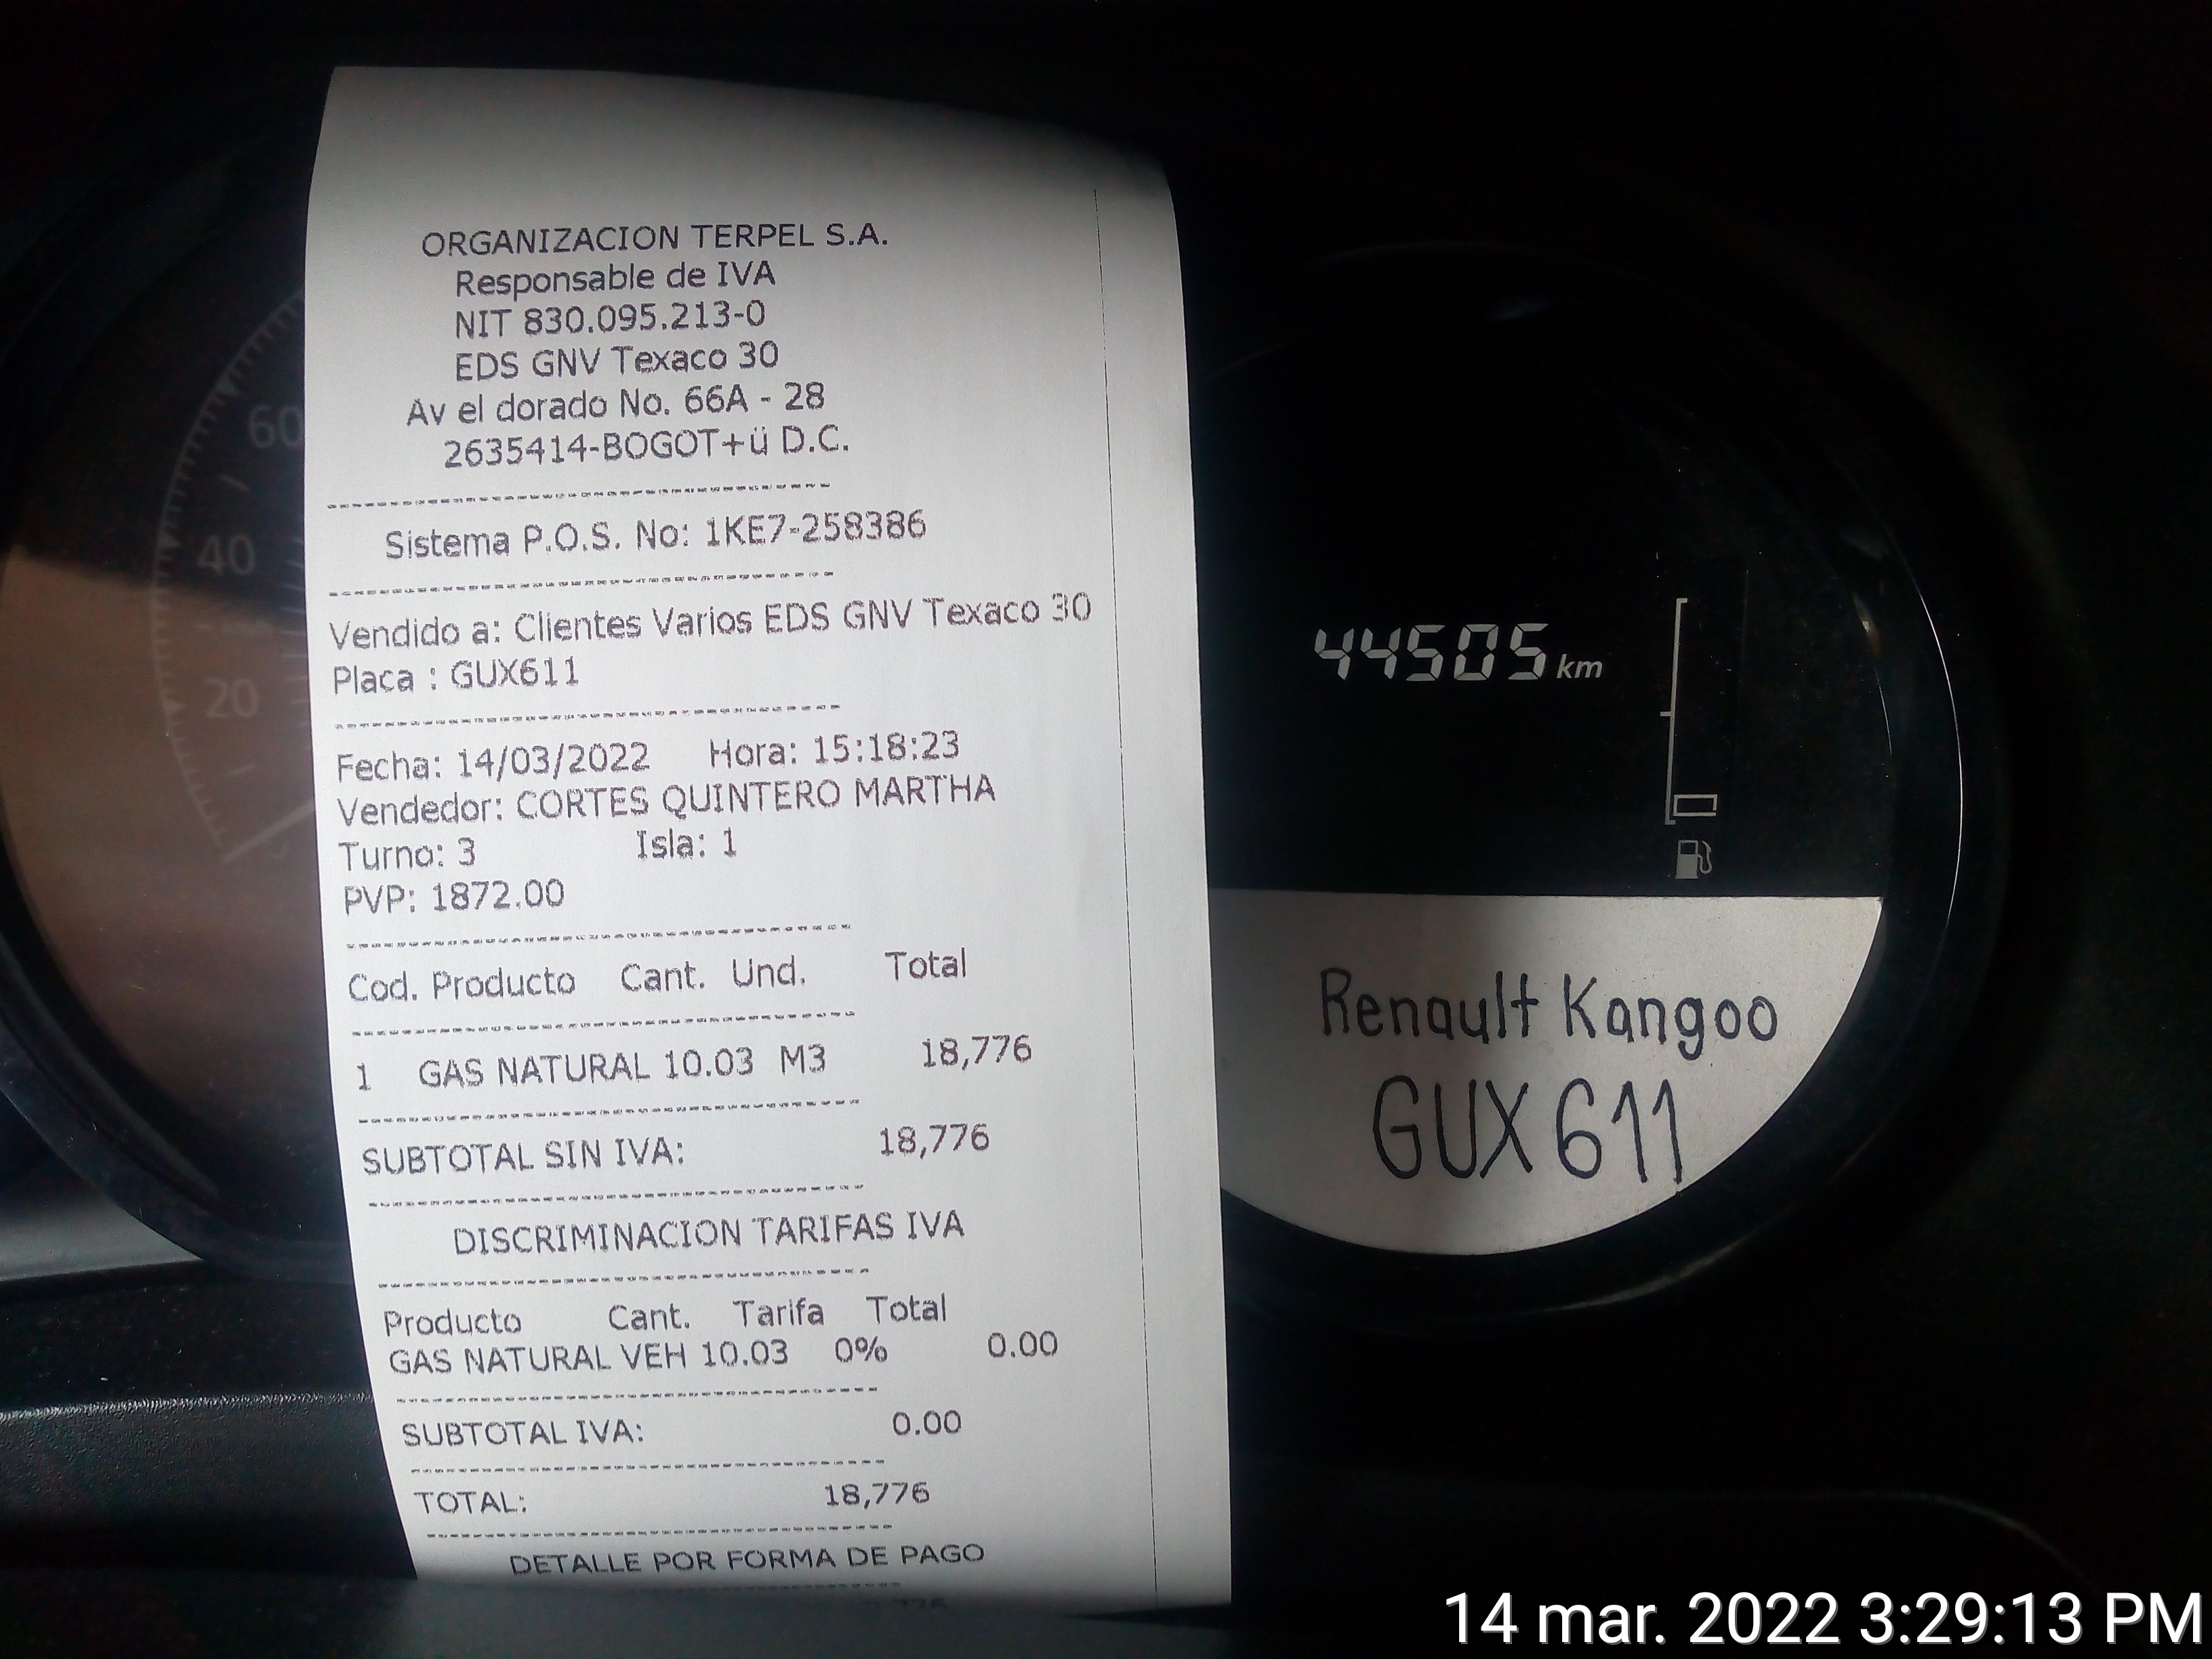 ORGANIZACION TERPEL S.A.
Responsable de IVA
NIT 830.095.213-0
EDS GNV Texaco 30
Av el dorado No. 66A - 28
2635414-BOGOT+ü D.C.
Sistema P.O.S. No: 1KE7-258386
Vendido a: Clientes Varios EDS GNV Texaco 30
Placa : GUX611
Fecha: 14/03/2022 Hora: 15:18:23
Vendedor: CORTES QUINTERO MARTHA
Turno: 3 Isla: 1
PVP: 1872.00
Cod. Producto Cant. Und. Total
1 GAS NATURAL 10.03 M3 18,776
SUBTOTAL SIN IVA: 18,776
DISCRIMINACION TARIFAS IVA
Producto Cant. Tarifa Total
GAS NATURAL VEH 10.03 0% 0.00
SUBTOTAL IVA: 0.00
TOTAL: 18,776
DETALLE POR FORMA DE PAGO
60
40
20
44505 km
Renault Kangoo
GUX611
14 mar. 2022 3:29:13 PM